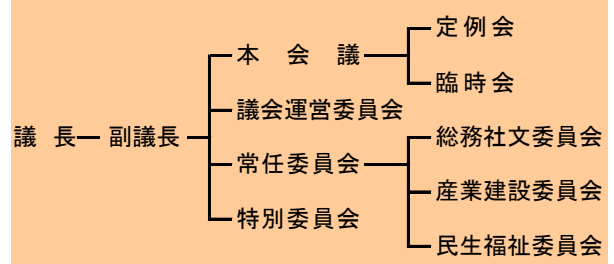 議長
副議長
本会議
定例会
臨時会
議会運営委員会
常任委員会
総務社文委員会
産業建設委員会
民生福祉委員会
特別委員会